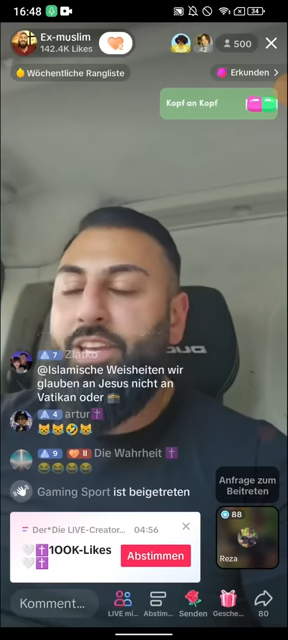 16:48
34
Ex-muslim
142.4K Likes
42
500
Wöchentliche Rangliste
Erkunden
Kopf an Kopf
7 Zlatko
@Islamische Weisheiten wir
glauben an Jesus nicht an
Vatikan oder
4 artur
9 II Die Wahrheit
Gaming Sport ist beigetreten
Anfrage zum
Beitreten
Der*Die LIVE-Creator... 04:56
100K-Likes
Abstimmen
88
Reza
Komment...
LIVE mi...
Abstim...
Senden
Gesche...
80